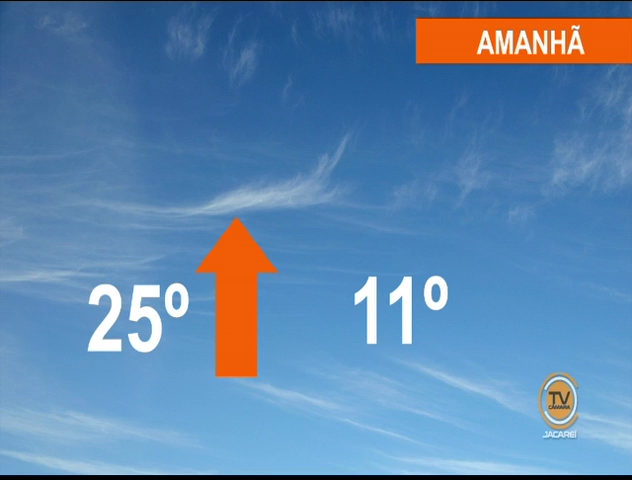 AMANHÃ
25º 11º
TV
CÂMARA
JACAREÍ